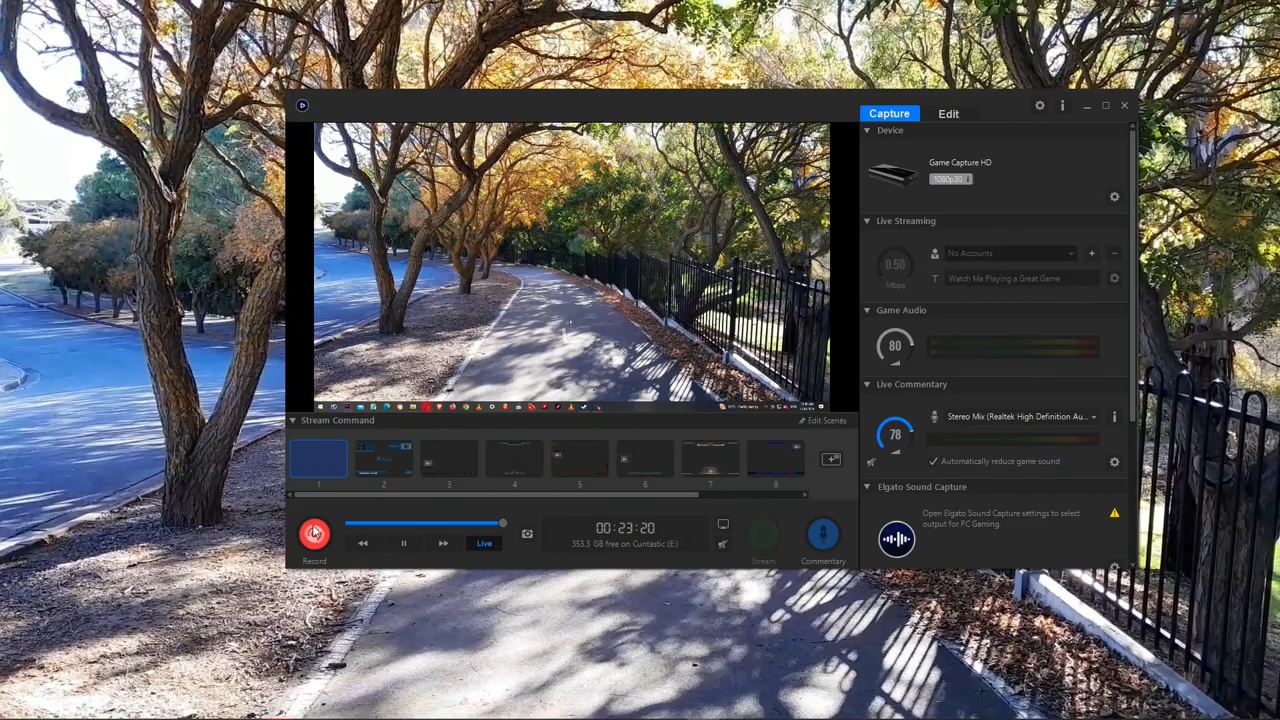 Capture Edit
Device
Game Capture HD
1080p30 i
Live Streaming
0.50
Mbps
No Accounts
T Watch Me Playing a Great Game
Game Audio
80
Live Commentary
78
Stereo Mix (Realtek High Definition Au...
Automatically reduce game sound
Elgato Sound Capture
Open Elgato Sound Capture settings to select
output for PC Gaming.
Stream Command
Edit Scenes
1 2 3 4 5 6 7 8
Record
Live
00:23:20
353.3 GB free on Cuntastic (E:)
Stream
Commentary